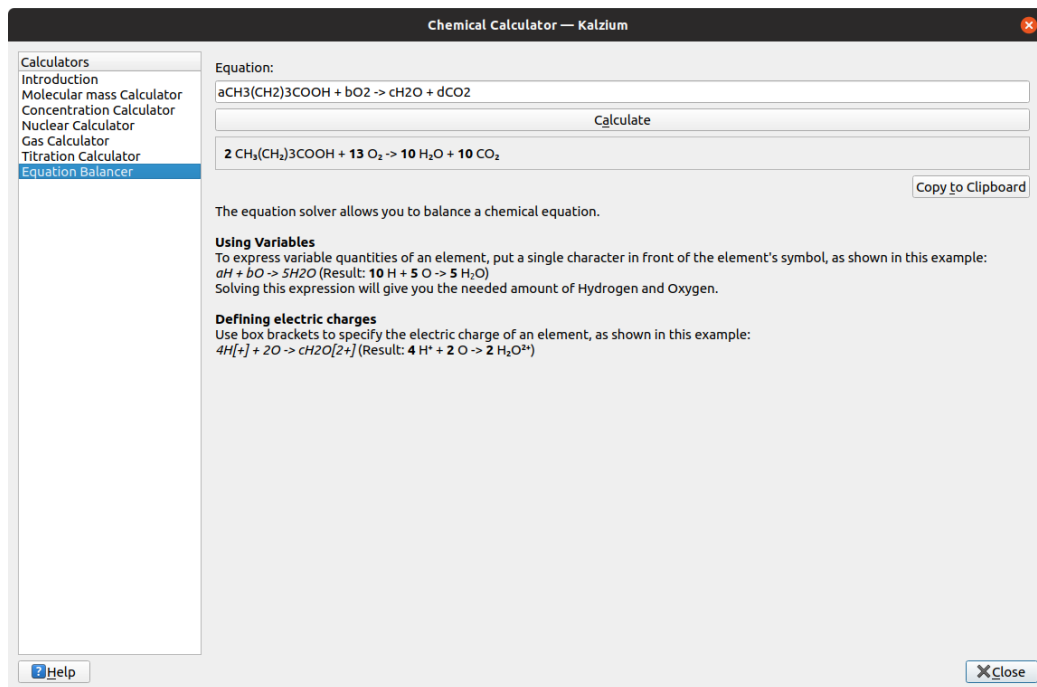 Chemical Calculator — Kalzium
Calculators
Introduction
Molecular mass Calculator
Concentration Calculator
Nuclear Calculator
Gas Calculator
Titration Calculator
Equation Balancer
Equation:
aCH3(CH2)3COOH + bO2 -> cH2O + dCO2
Calculate
2 CH₃(CH₂)3COOH + 13 O₂ -> 10 H₂O + 10 CO₂
Copy to Clipboard
The equation solver allows you to balance a chemical equation.
Using Variables
To express variable quantities of an element, put a single character in front of the element's symbol, as shown in this example:
aH + bO -> 5H2O (Result: 10 H + 5 O -> 5 H₂O)
Solving this expression will give you the needed amount of Hydrogen and Oxygen.
Defining electric charges
Use box brackets to specify the electric charge of an element, as shown in this example:
4H[+] + 2O -> cH2O[2+] (Result: 4 H⁺ + 2 O -> 2 H₂O²⁺)
Help
Close